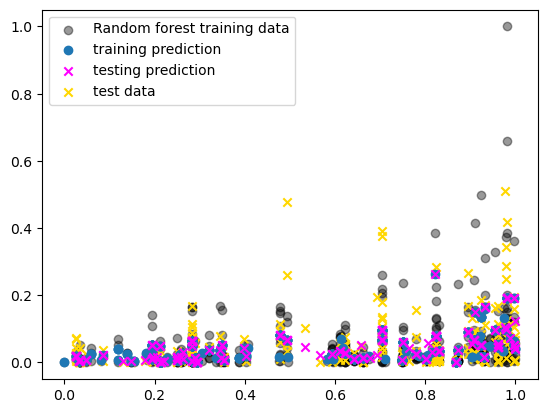 Random forest training data
training prediction
testing prediction
test data
1.0
0.8
0.6
0.4
0.2
0.0
0.0 0.2 0.4 0.6 0.8 1.0